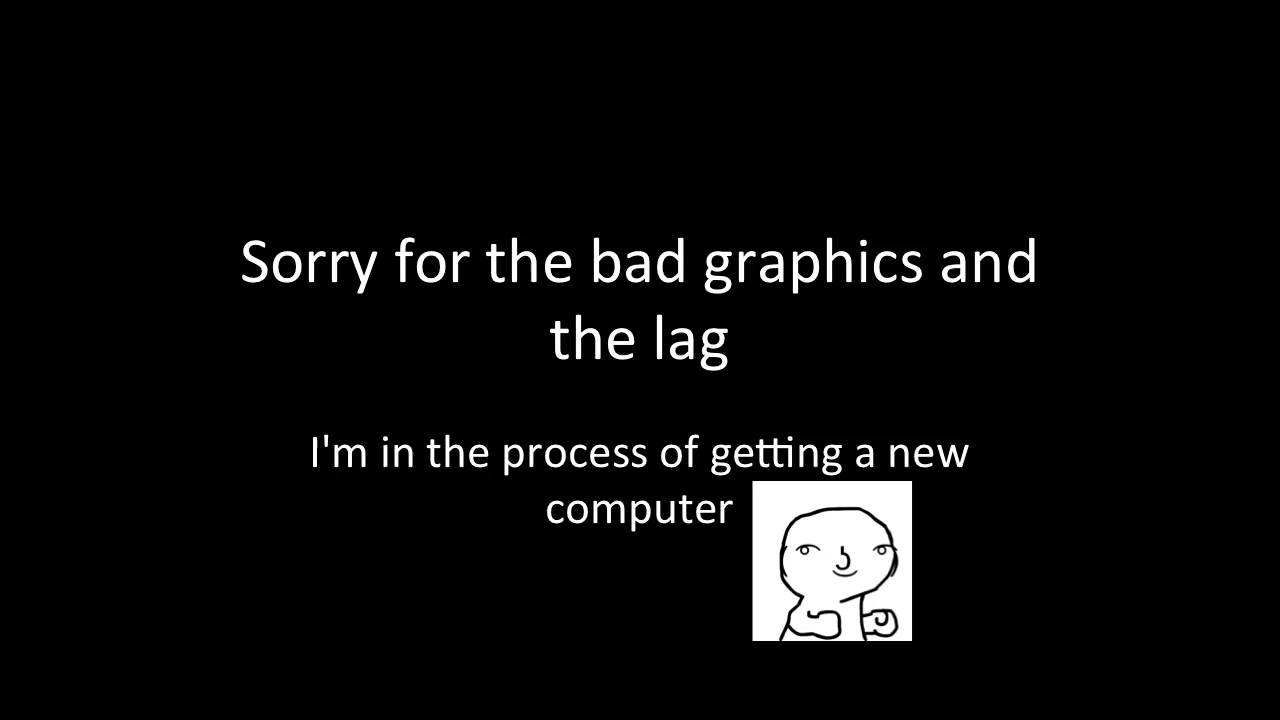 Sorry for the bad graphics and
the lag
I'm in the process of getting a new
computer